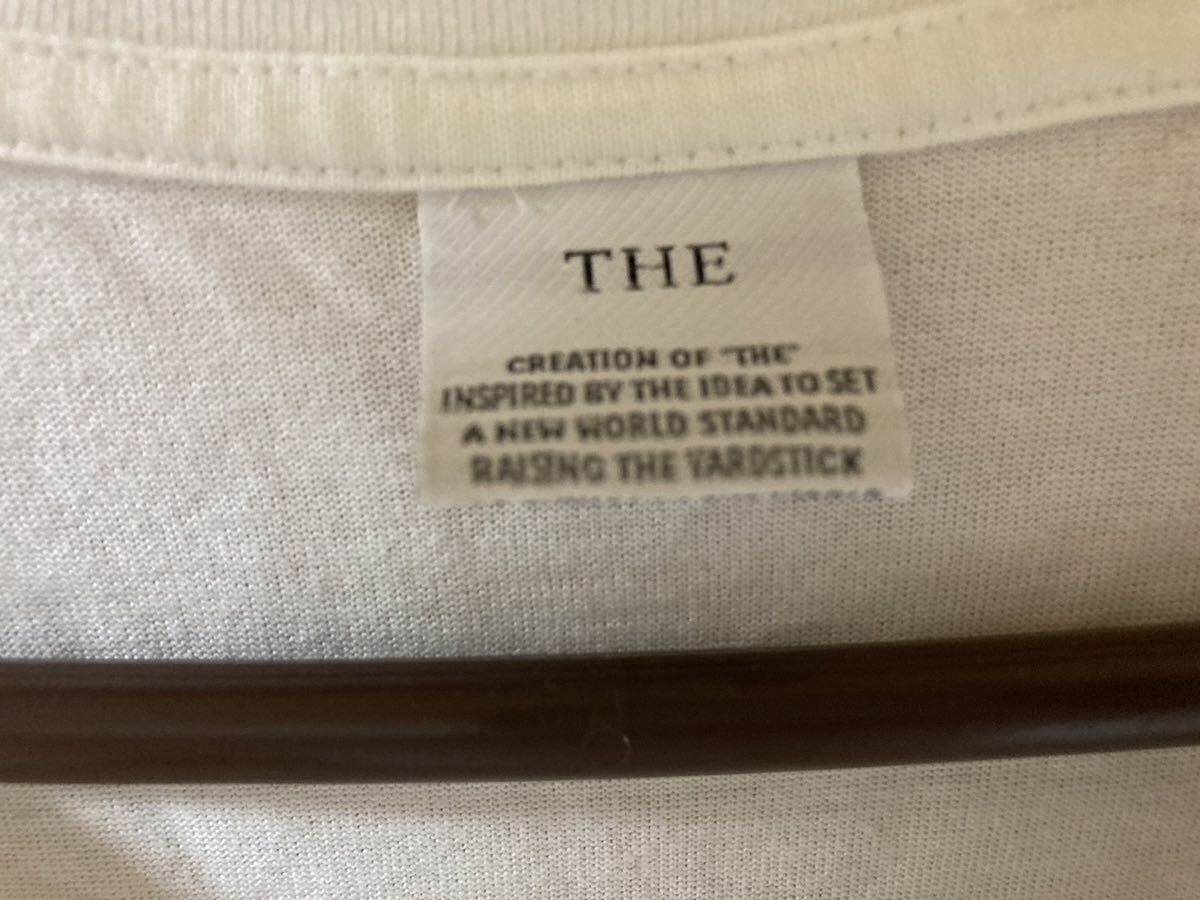 THE
CREATION OF "THE"
INSPIRED BY THE IDEA TO SET
A NEW WORLD STANDARD
RAISING THE YARDSTICK